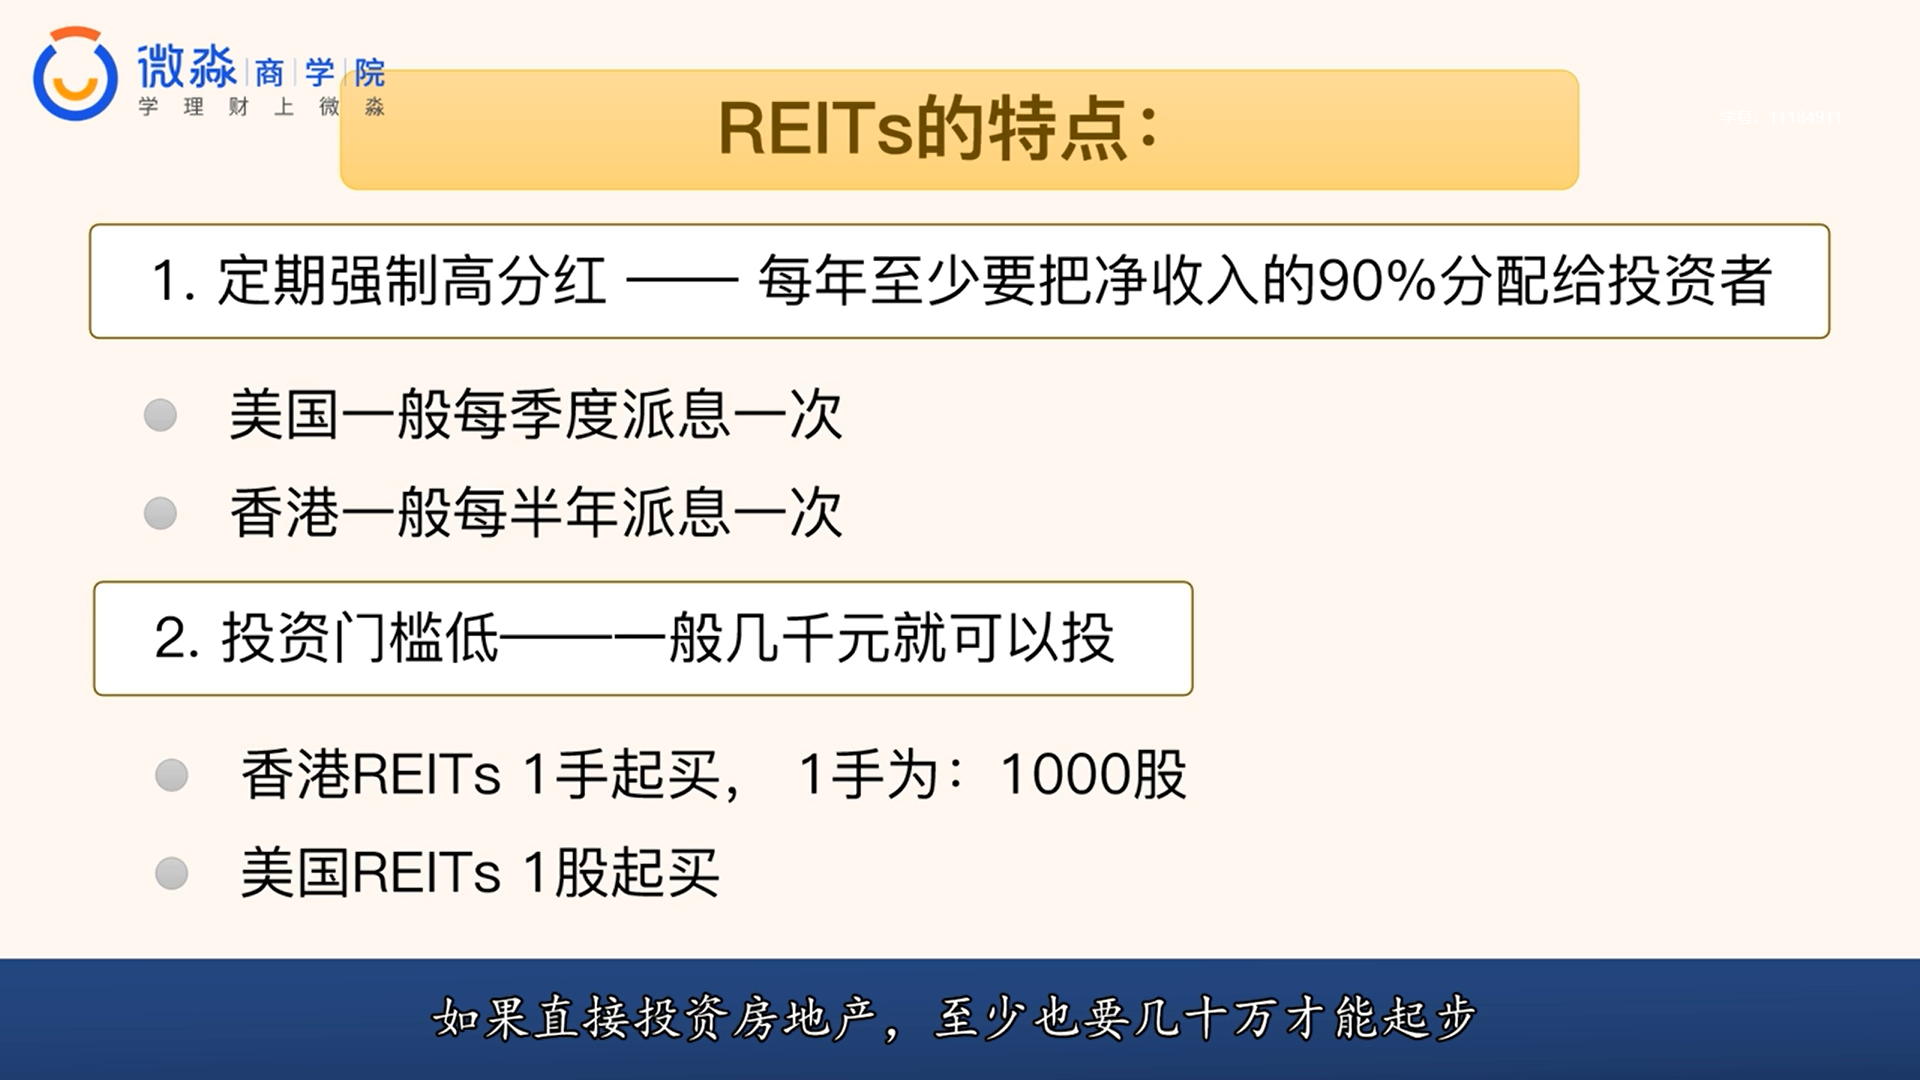 微淼商学院
学理财上微淼
REITs的特点：
1. 定期强制高分红 —— 每年至少要把净收入的90%分配给投资者
美国一般每季度派息一次
香港一般每半年派息一次
2. 投资门槛低——一般几千元就可以投
香港REITs 1手起买， 1手为：1000股
美国REITs 1股起买
如果直接投资房地产，至少也要几十万才能起步